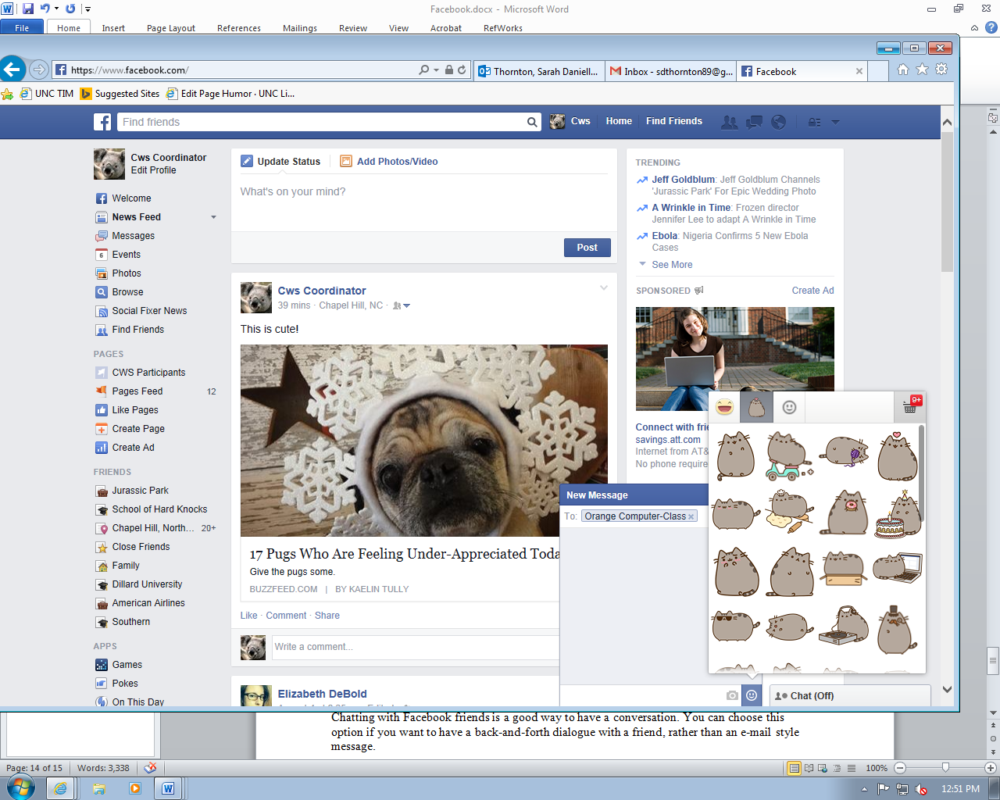 Facebook.docx - Microsoft Word
File Home Insert Page Layout References Mailings Review View Acrobat RefWorks
https://www.facebook.com/
Thornton, Sarah Daniell...
Inbox - sdthornton89@g...
Facebook
UNC TIM
Suggested Sites
Edit Page Humor · UNC Li...
Find friends
Cws Home Find Friends
Cws Coordinator
Edit Profile
Welcome
News Feed
Messages
6 Events
Photos
Browse
Social Fixer News
Find Friends
PAGES
CWS Participants
Pages Feed 12
Like Pages
Create Page
Create Ad
FRIENDS
Jurassic Park
School of Hard Knocks
Chapel Hill, North... 20+
Close Friends
Family
Dillard University
American Airlines
Southern
APPS
Games
Pokes
On This Day
Update Status
Add Photos/Video
What's on your mind?
Post
Cws Coordinator
39 mins · Chapel Hill, NC ·
This is cute!
17 Pugs Who Are Feeling Under-Appreciated Toda
Give the pugs some.
BUZZFEED.COM | BY KAELIN TULLY
Like · Comment · Share
Write a comment...
Elizabeth DeBold
TRENDING
Jeff Goldblum: Jeff Goldblum Channels
'Jurassic Park' For Epic Wedding Photo
A Wrinkle in Time: Frozen director
Jennifer Lee to adapt A Wrinkle in Time
Ebola: Nigeria Confirms 5 New Ebola
Cases
See More
SPONSORED
Create Ad
Connect with frie
savings.att.com
Internet from AT&
No phone require
9+
New Message
To: Orange Computer-Class
Chat (Off)
Chatting with Facebook friends is a good way to have a conversation. You can choose this
option if you want to have a back-and-forth dialogue with a friend, rather than an e-mail style
message.
Page: 14 of 15 Words: 3,338
100%
12:51 PM